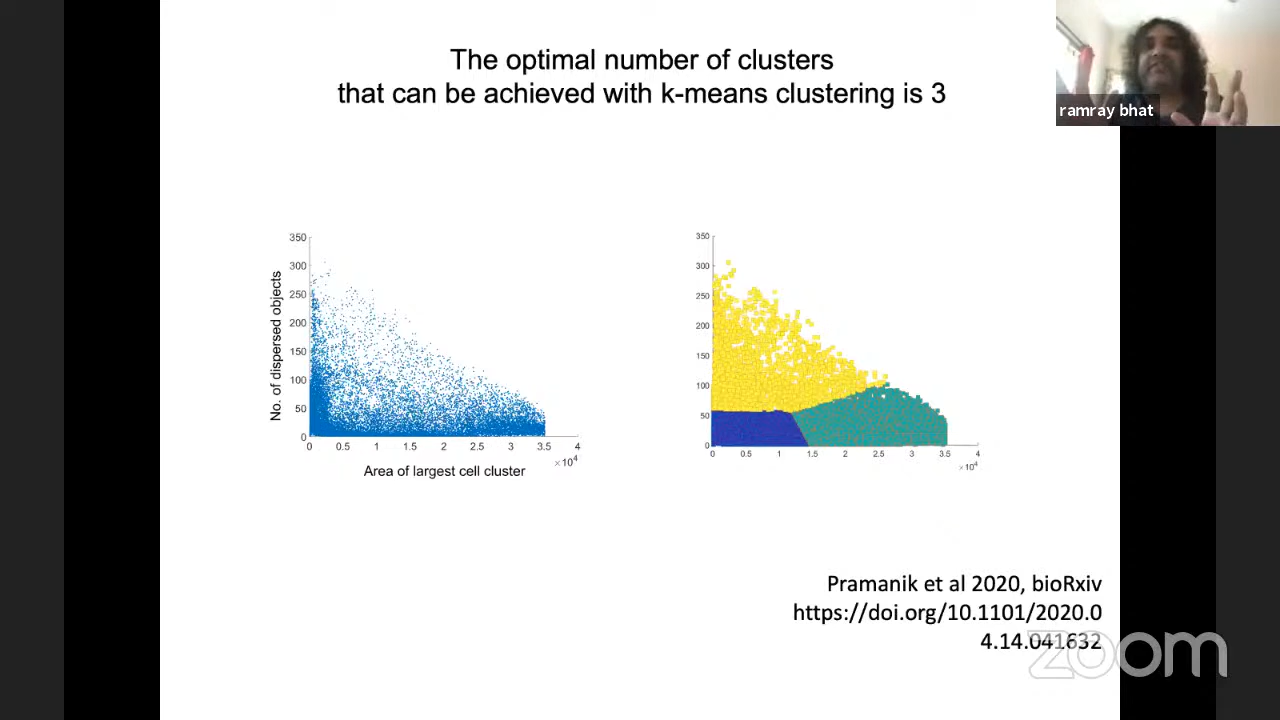 The optimal number of clusters
that can be achieved with k-means clustering is 3
ramray bhat
350
300
250
200
150
100
50
0
No. of dispersed objects
0 0.5 1 1.5 2 2.5 3 3.5 4
×10⁴
Area of largest cell cluster
350
300
250
200
150
100
50
0
0 0.5 1 1.5 2 2.5 3 3.5 4
×10⁴
Pramanik et al 2020, bioRxiv
https://doi.org/10.1101/2020.0
4.14.041632
zoom